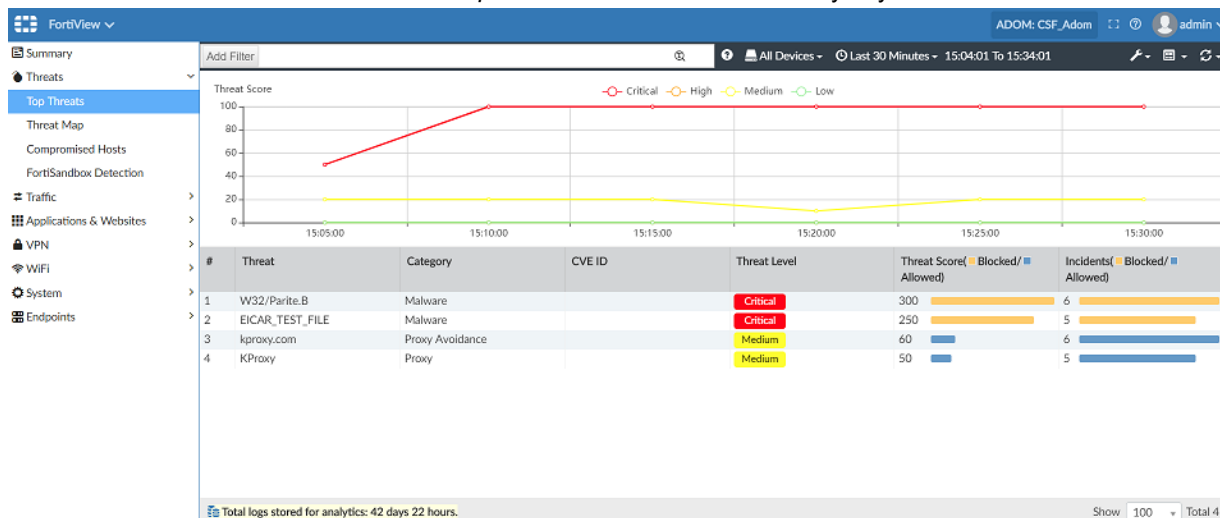 FortiView
ADOM: CSF_Adom
admin
Summary
Threats
Top Threats
Threat Map
Compromised Hosts
FortiSandbox Detection
Traffic
Applications & Websites
VPN
WiFi
System
Endpoints
Add Filter
All Devices
Last 30 Minutes
15:04:01 To 15:34:01
Threat Score
Critical High Medium Low
100
80
60
40
20
0
15:05:00 15:10:00 15:15:00 15:20:00 15:25:00 15:30:00
# Threat Category CVE ID Threat Level Threat Score( Blocked/ Incidents( Blocked/
Allowed) Allowed)
1 W32/Parite.B Malware Critical 300 6
2 EICAR_TEST_FILE Malware Critical 250 5
3 kproxy.com Proxy Avoidance Medium 60 6
4 KProxy Proxy Medium 50 5
Total logs stored for analytics: 42 days 22 hours.
Show 100 Total 4